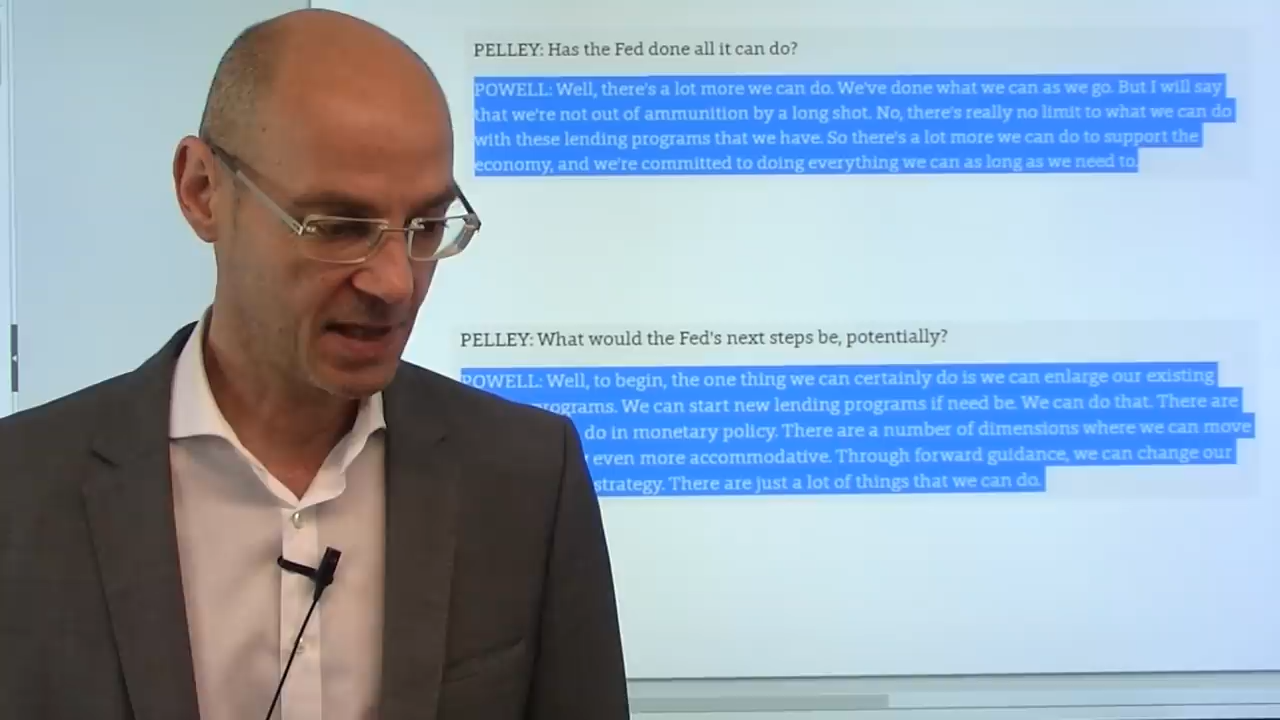 PELLEY: Has the Fed done all it can do?
POWELL: Well, there's a lot more we can do. We've done what we can as we go. But I will say
that we're not out of ammunition by a long shot. No, there's really no limit to what we can do
with these lending programs that we have. So there's a lot more we can do to support the
economy, and we're committed to doing everything we can as long as we need to.
PELLEY: What would the Fed's next steps be, potentially?
POWELL: Well, to begin, the one thing we can certainly do is we can enlarge our existing
programs. We can start new lending programs if need be. We can do that. There are
do in monetary policy. There are a number of dimensions where we can move
even more accommodative. Through forward guidance, we can change our
strategy. There are just a lot of things that we can do.